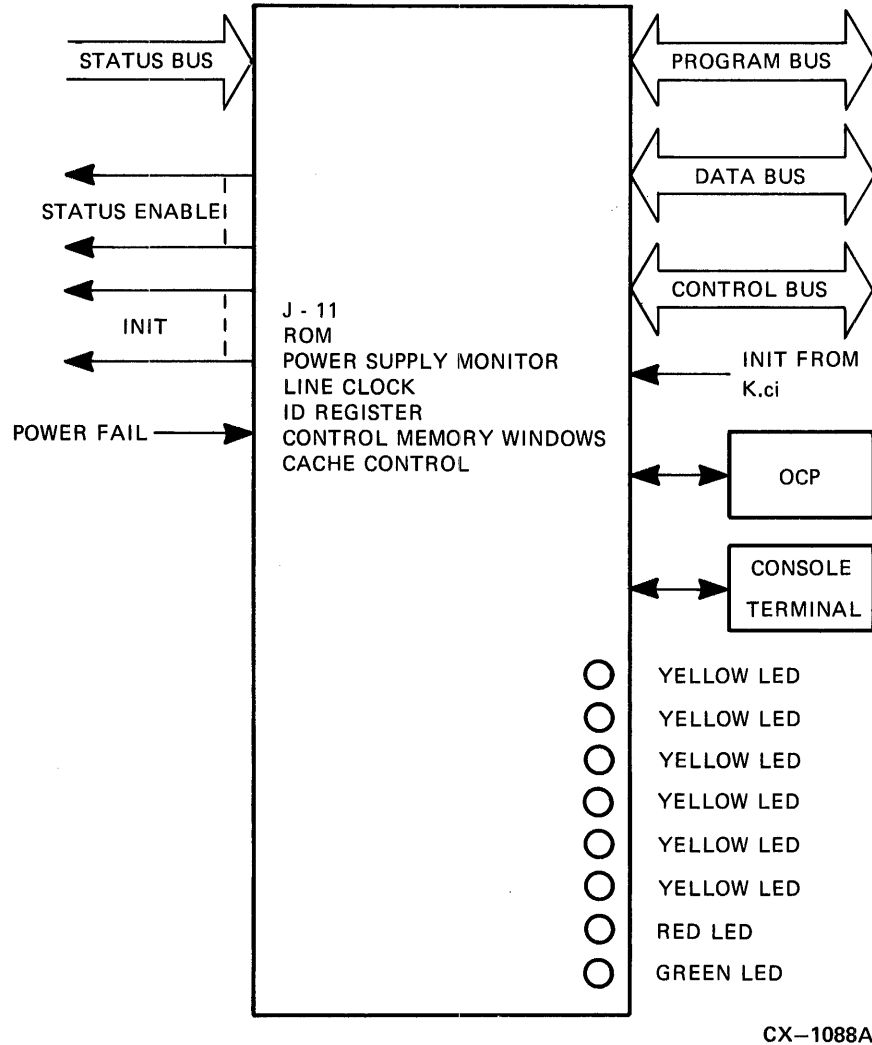 STATUS BUS
STATUS ENABLE
INIT
POWER FAIL
J - 11
ROM
POWER SUPPLY MONITOR
LINE CLOCK
ID REGISTER
CONTROL MEMORY WINDOWS
CACHE CONTROL
PROGRAM BUS
DATA BUS
CONTROL BUS
INIT FROM
K.ci
OCP
CONSOLE
TERMINAL
YELLOW LED
YELLOW LED
YELLOW LED
YELLOW LED
YELLOW LED
YELLOW LED
RED LED
GREEN LED
CX–1088A